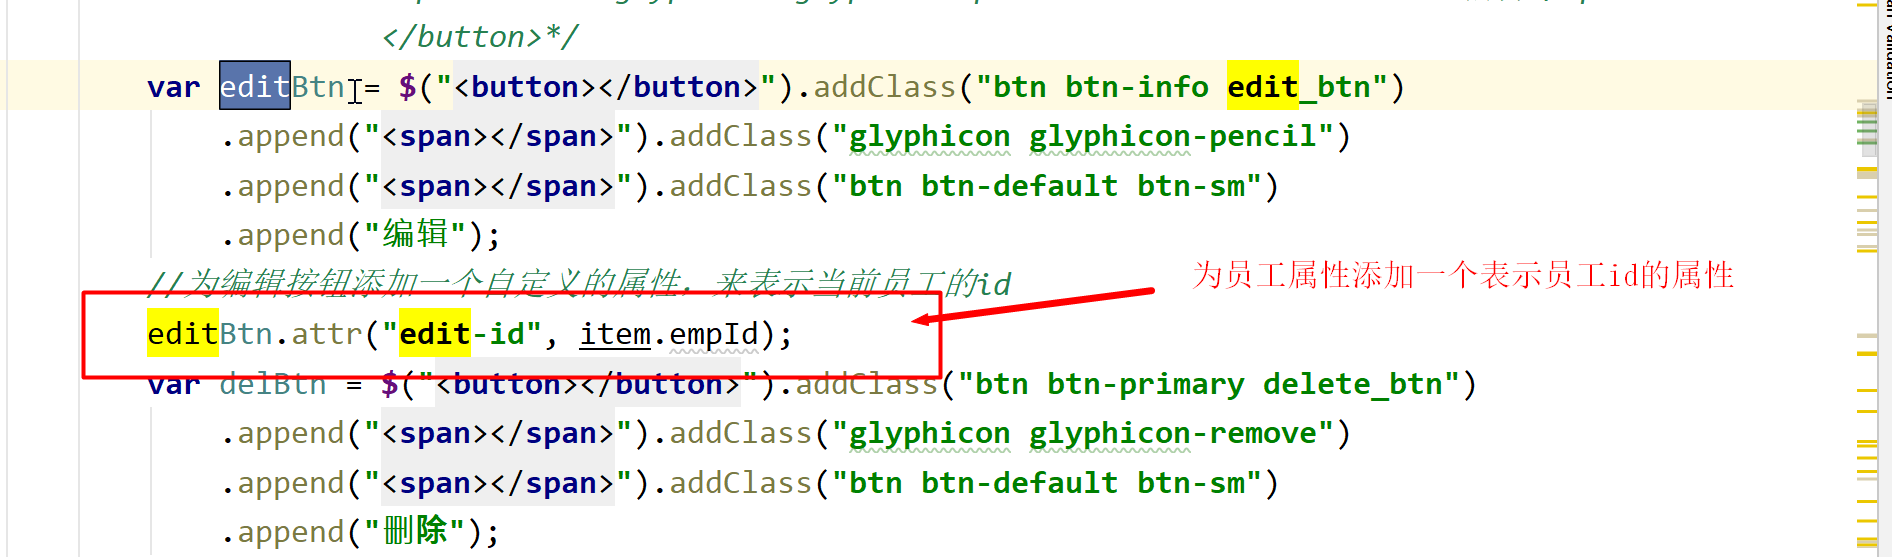 </button>*/
var editBtn = $("<button></button>").addClass("btn btn-info edit_btn")
.append("<span></span>").addClass("glyphicon glyphicon-pencil")
.append("<span></span>").addClass("btn btn-default btn-sm")
.append("编辑");
//为编辑按钮添加一个自定义的属性，来表示当前员工的id
为员工属性添加一个表示员工id的属性
editBtn.attr("edit-id", item.empId);
var delBtn = $("<button></button>").addClass("btn btn-primary delete_btn")
.append("<span></span>").addClass("glyphicon glyphicon-remove")
.append("<span></span>").addClass("btn btn-default btn-sm")
.append("删除");